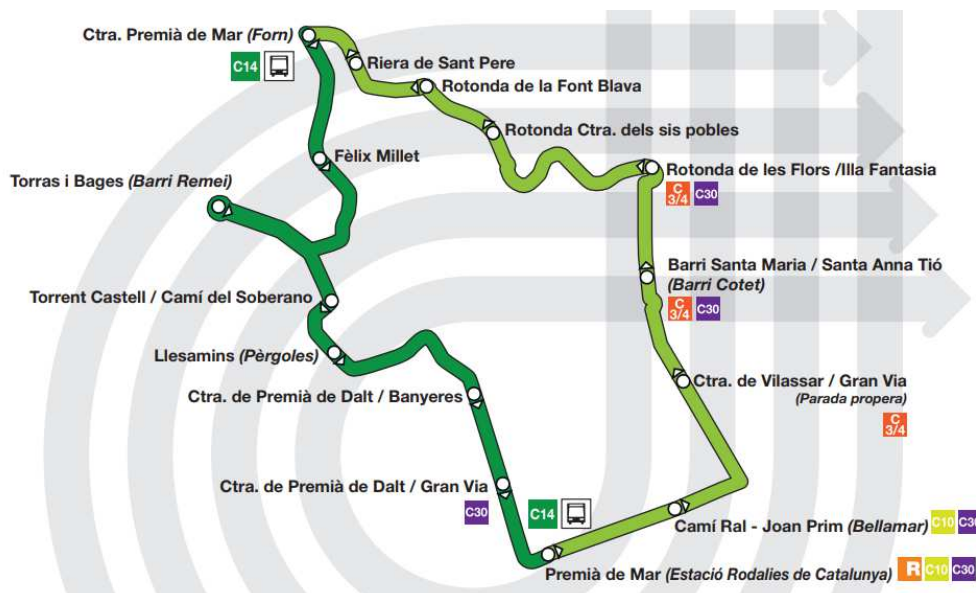 Ctra. Premià de Mar (Forn)
C14
Riera de Sant Pere
Rotonda de la Font Blava
Rotonda Ctra. dels sis pobles
Fèlix Millet
Rotonda de les Flors /Illa Fantasia
C 3/4 C30
Torras i Bages (Barri Remei)
Barri Santa Maria / Santa Anna Tió
(Barri Cotet)
C 3/4 C30
Torrent Castell / Camí del Soberano
Llesamins (Pèrgoles)
Ctra. de Vilassar / Gran Via
(Parada propera)
C 3/4
Ctra. de Premià de Dalt / Banyeres
Ctra. de Premià de Dalt / Gran Via
C30
C14
Camí Ral - Joan Prim (Bellamar) C10 C30
Premià de Mar (Estació Rodalies de Catalunya) R C10 C30